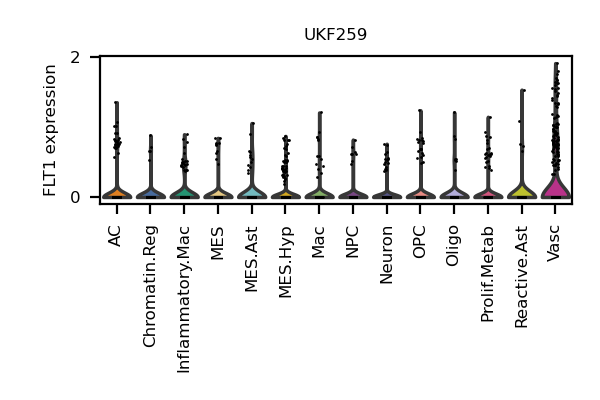 UKF259
FLT1 expression
2
0
AC
Chromatin.Reg
Inflammatory.Mac
MES
MES.Ast
MES.Hyp
Mac
NPC
Neuron
OPC
Oligo
Prolif.Metab
Reactive.Ast
Vasc